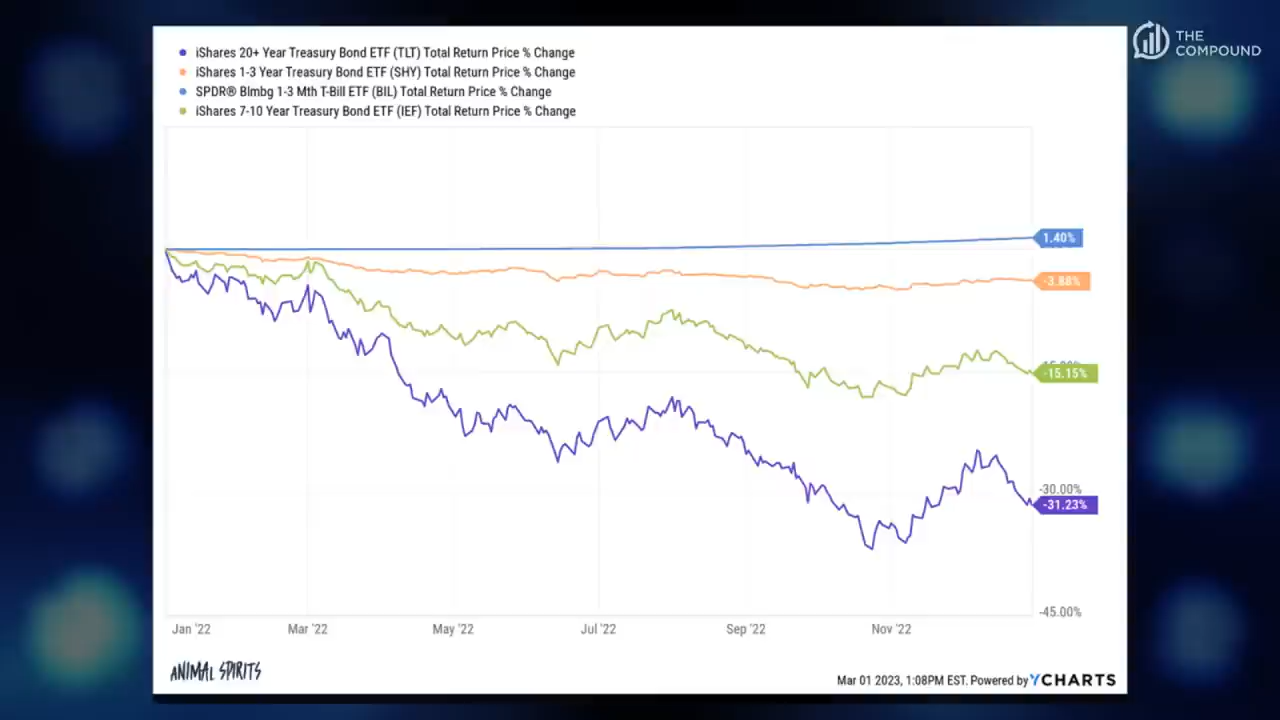 THE
COMPOUND
iShares 20+ Year Treasury Bond ETF (TLT) Total Return Price % Change
iShares 1-3 Year Treasury Bond ETF (SHY) Total Return Price % Change
SPDR® Blmbg 1-3 Mth T-Bill ETF (BIL) Total Return Price % Change
iShares 7-10 Year Treasury Bond ETF (IEF) Total Return Price % Change
1.40%
-3.88%
-15.15%
-30.00%
-31.23%
-45.00%
Jan '22
Mar '22
May '22
Jul '22
Sep '22
Nov '22
ANIMAL SPIRITS
Mar 01 2023, 1:08PM EST. Powered by YCHARTS